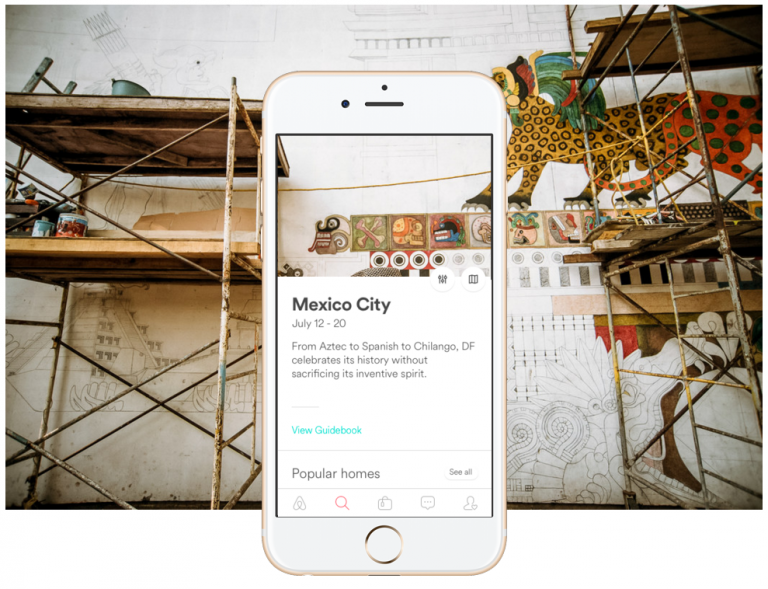 Mexico City
July 12 - 20
From Aztec to Spanish to Chilango, DF
celebrates its history without
sacrificing its inventive spirit.
View Guidebook
Popular homes
See all